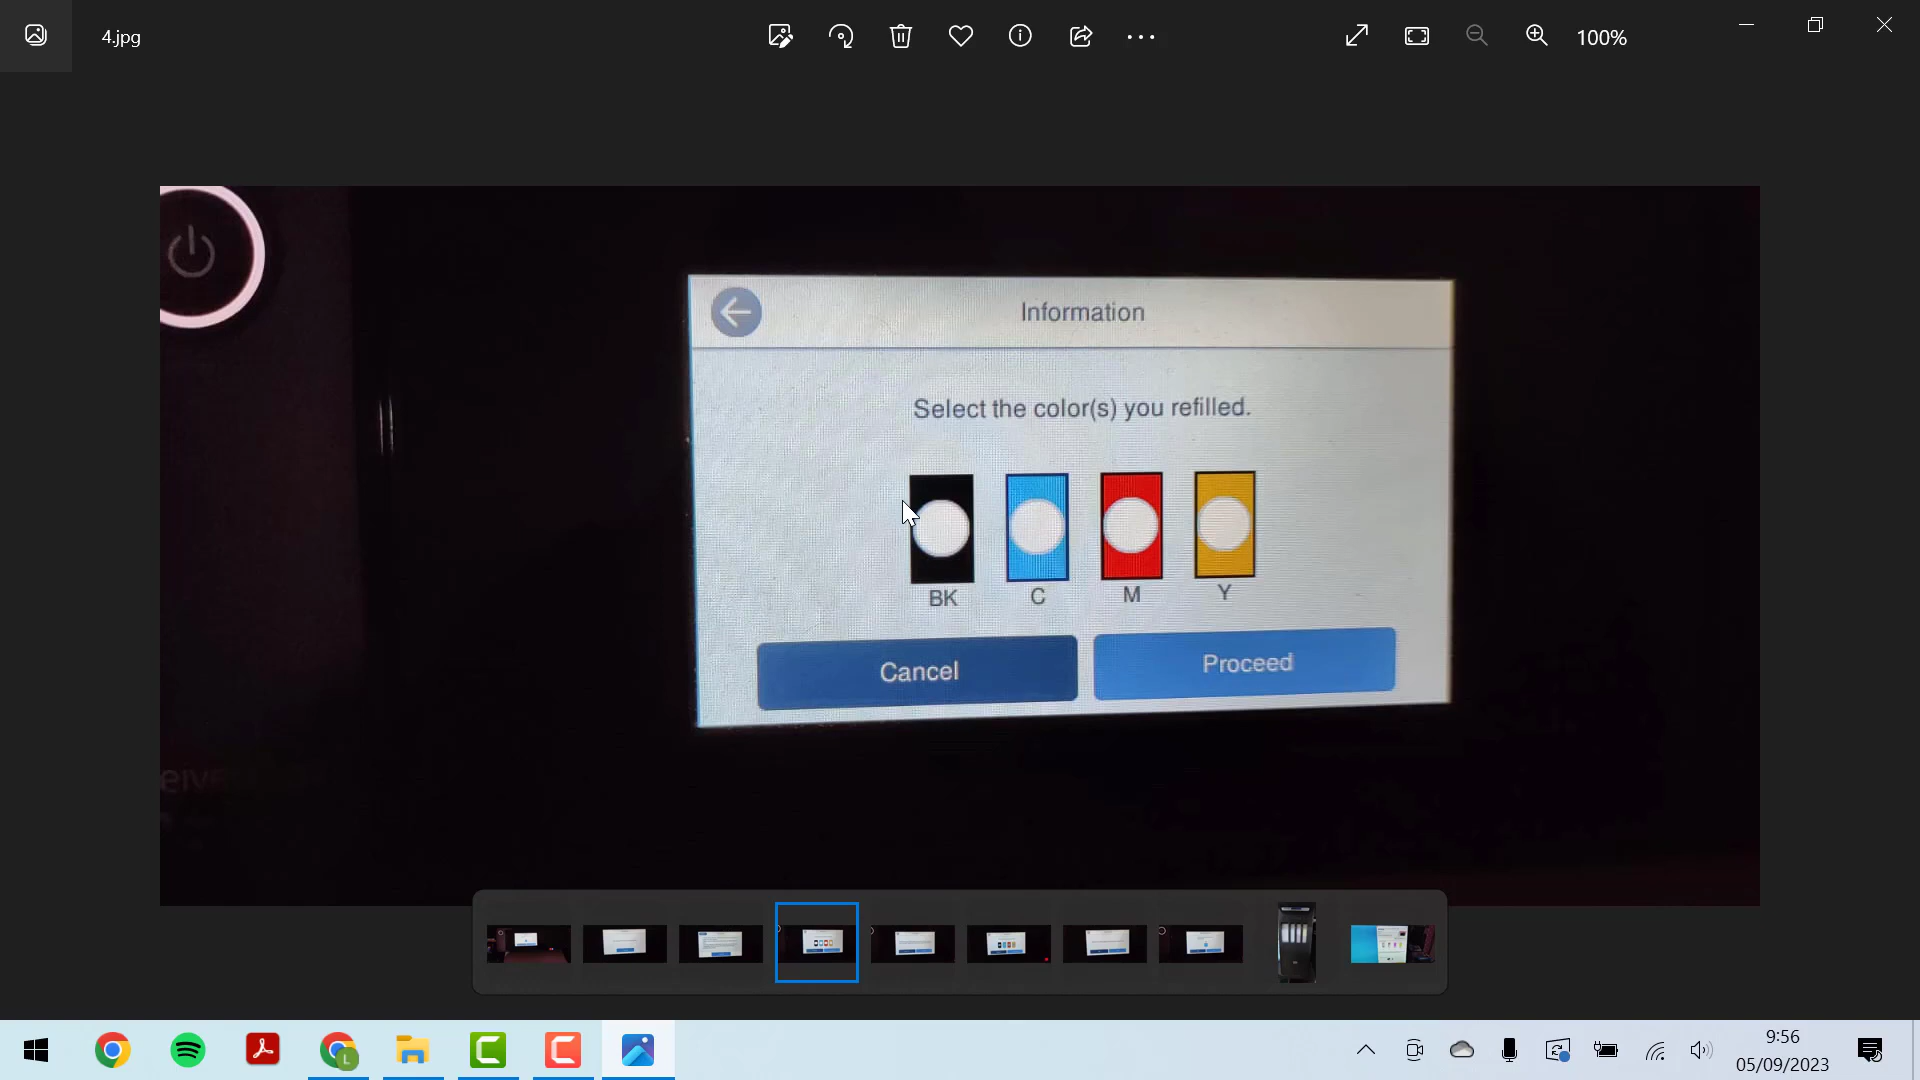 4.jpg
100%
Information
Select the color(s) you refilled.
BK C M Y
Cancel Proceed
L
9:56
05/09/2023